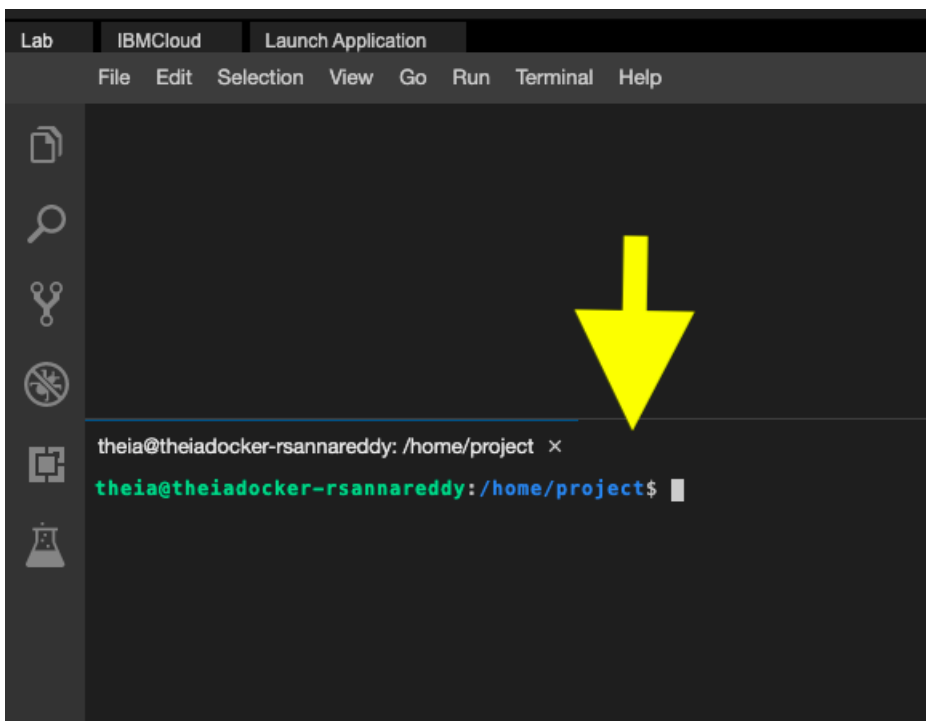 Lab IBMCloud Launch Application
File Edit Selection View Go Run Terminal Help
theia@theiadocker-rsannareddy: /home/project ×
theia@theiadocker-rsannareddy:/home/project$